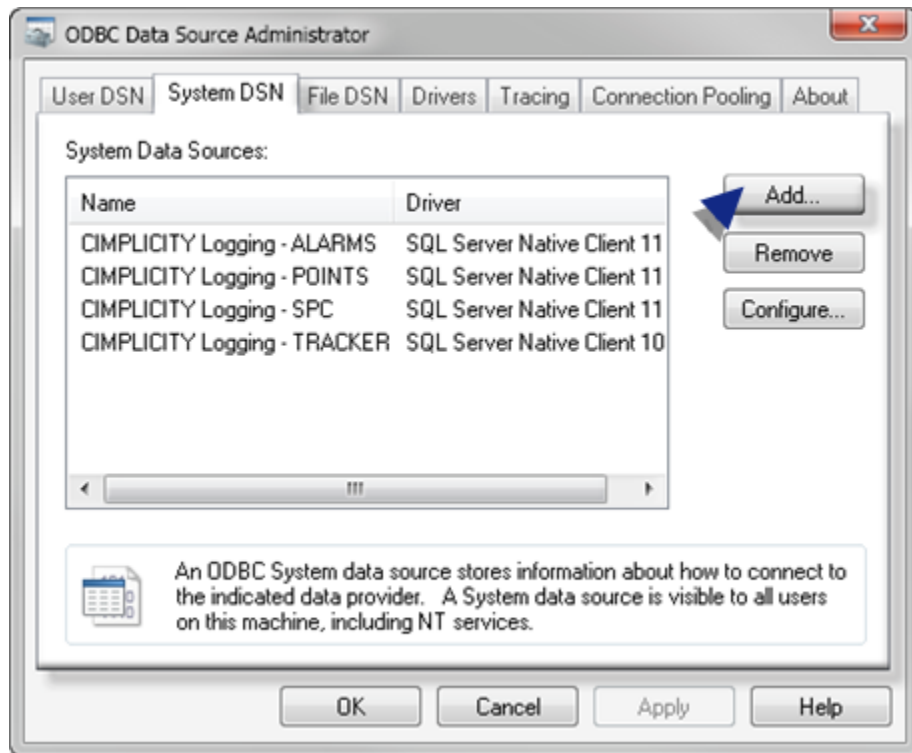 ODBC Data Source Administrator
User DSN System DSN File DSN Drivers Tracing Connection Pooling About
System Data Sources:
Name Driver
CIMPLICITY Logging - ALARMS SQL Server Native Client 11
CIMPLICITY Logging - POINTS SQL Server Native Client 11
CIMPLICITY Logging - SPC SQL Server Native Client 11
CIMPLICITY Logging - TRACKER SQL Server Native Client 10
Add...
Remove
Configure...
An ODBC System data source stores information about how to connect to
the indicated data provider. A System data source is visible to all users
on this machine, including NT services.
OK Cancel Apply Help